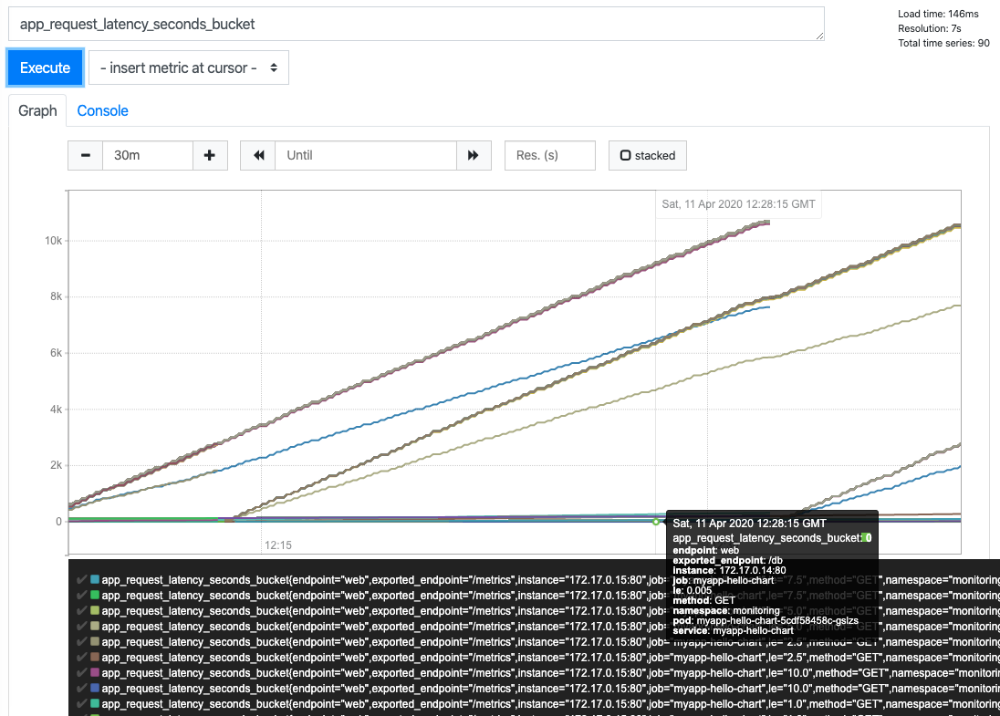 app_request_latency_seconds_bucket
Load time: 146ms
Resolution: 7s
Total time series: 90
Execute
- insert metric at cursor -
Graph
Console
30m
Until
Res. (s)
stacked
Sat, 11 Apr 2020 12:28:15 GMT
10k
8k
6k
4k
2k
0
12:15
Sat, 11 Apr 2020 12:28:15 GMT
app_request_latency_seconds_bucket: 0
endpoint: web
exported_endpoint: /db
instance: 172.17.0.14:80
job: myapp-hello-chart
le: 0.005
method: GET
namespace: monitoring
pod: myapp-hello-chart-5cdf58458c-gslzs
service: myapp-hello-chart
app_request_latency_seconds_bucket{endpoint="web",exported_endpoint="/metrics",instance="172.17.0.15:80",job= "7.5",method="GET",namespace="monitoring
app_request_latency_seconds_bucket{endpoint="web",exported_endpoint="/metrics",instance="172.17.0.15:80",job= "7.5",method="GET",namespace="monitoring
app_request_latency_seconds_bucket{endpoint="web",exported_endpoint="/metrics",instance="172.17.0.15:80",job= "5.0",method="GET",namespace="monitoring
app_request_latency_seconds_bucket{endpoint="web",exported_endpoint="/metrics",instance="172.17.0.15:80",job= method="GET",namespace="monitoring
app_request_latency_seconds_bucket{endpoint="web",exported_endpoint="/metrics",instance="172.17.0.15:80",job="myapp-hello-chart",le="2.5",method="GET",namespace="monitoring
app_request_latency_seconds_bucket{endpoint="web",exported_endpoint="/metrics",instance="172.17.0.15:80",job="myapp-hello-chart",le="2.5",method="GET",namespace="monitoring
app_request_latency_seconds_bucket{endpoint="web",exported_endpoint="/metrics",instance="172.17.0.15:80",job="myapp-hello-chart",le="10.0",method="GET",namespace="monitoring
app_request_latency_seconds_bucket{endpoint="web",exported_endpoint="/metrics",instance="172.17.0.15:80",job="myapp-hello-chart",le="10.0",method="GET",namespace="monitoring
app_request_latency_seconds_bucket{endpoint="web",exported_endpoint="/metrics",instance="172.17.0.15:80",job="myapp-hello-chart",le="1.0",method="GET",namespace="monitoring